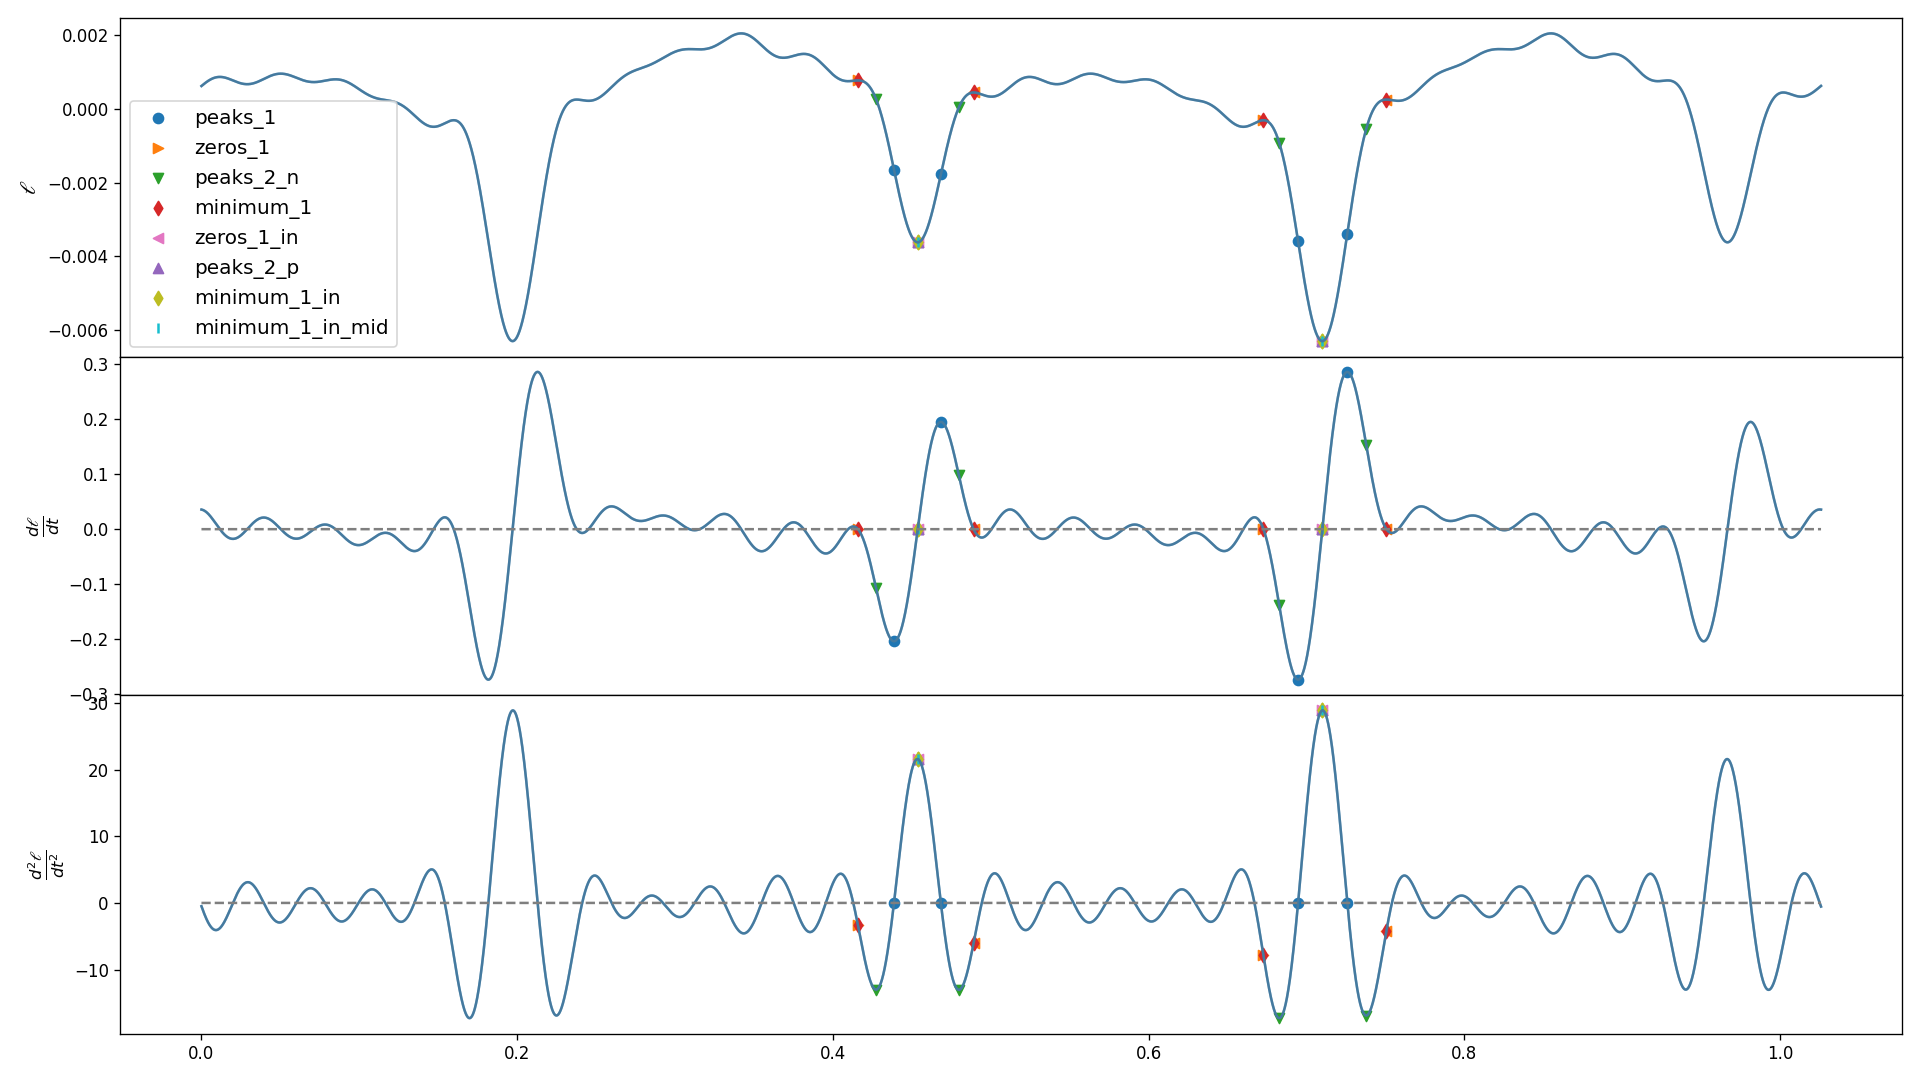 0.002
0.000
−0.002
−0.004
−0.006
ℓ
peaks_1
zeros_1
peaks_2_n
minimum_1
zeros_1_in
peaks_2_p
minimum_1_in
minimum_1_in_mid
0.3
0.2
0.1
0.0
−0.1
−0.2
−0.3
dℓ
dt
30
20
10
0
−10
d²ℓ
dt²
0.0 0.2 0.4 0.6 0.8 1.0